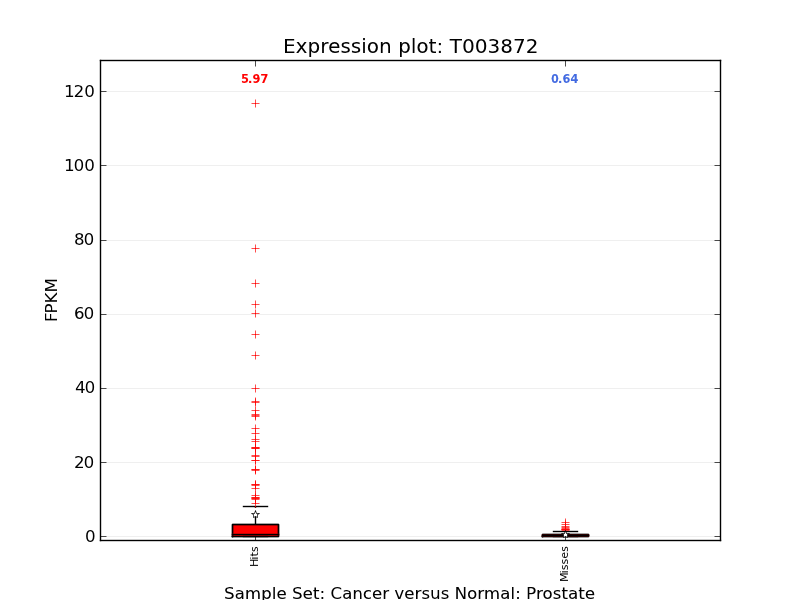 Expression plot: T003872
5.97 0.64
120
100
80
60
40
20
0
FPKM
Hits
Misses
Sample Set: Cancer versus Normal: Prostate